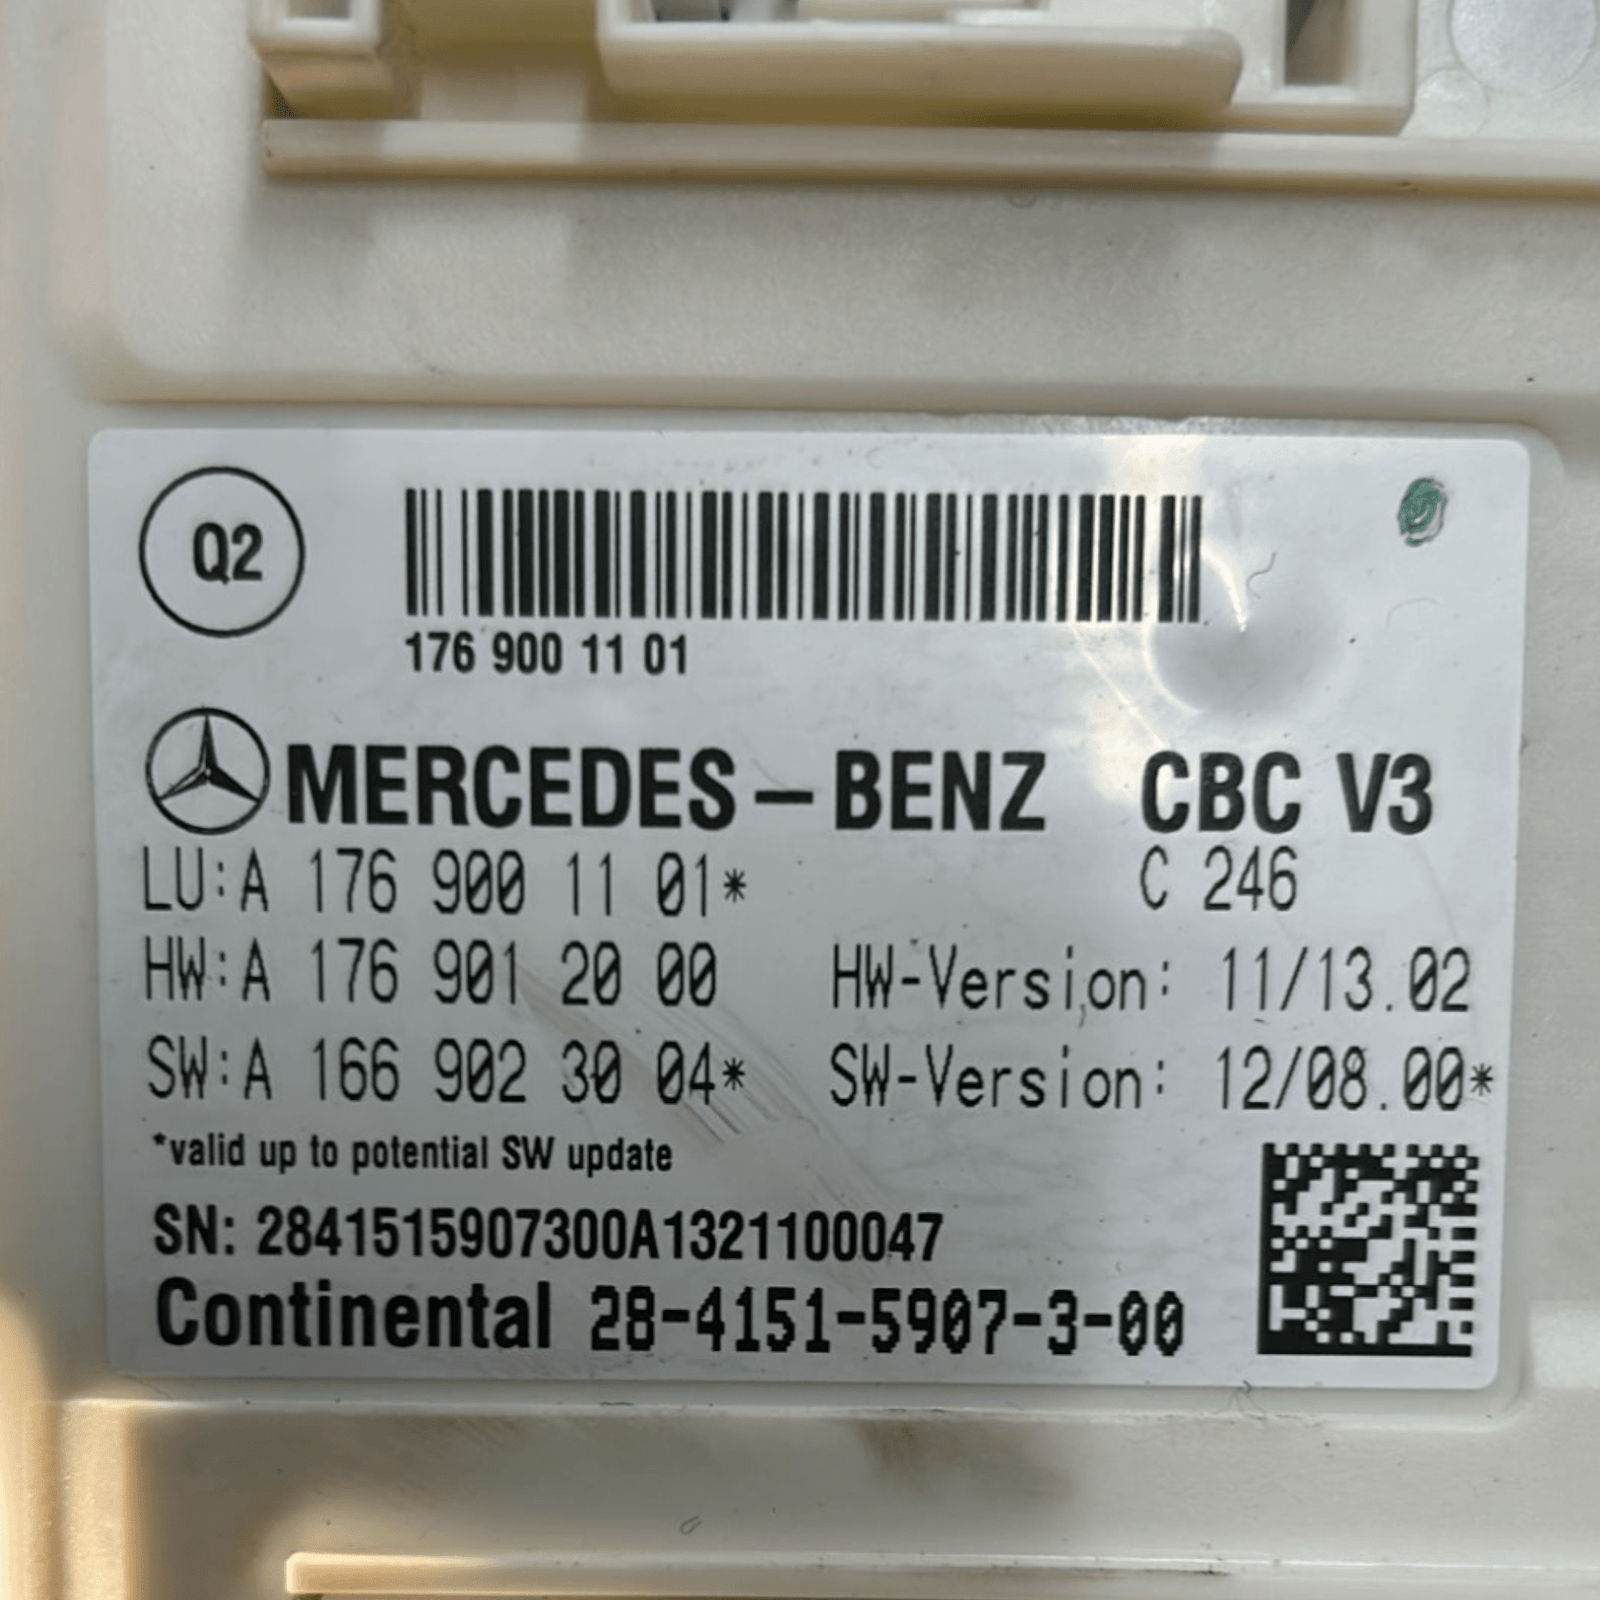 Q2
176 900 11 01
MERCEDES-BENZ CBC V3
LU:A 176 900 11 01* C 246
HW:A 176 901 20 00 HW-Version: 11/13.02
SW:A 166 902 30 04* SW-Version: 12/08.00*
*valid up to potential SW update
SN: 2841515907300A1321100047
Continental 28-4151-5907-3-00